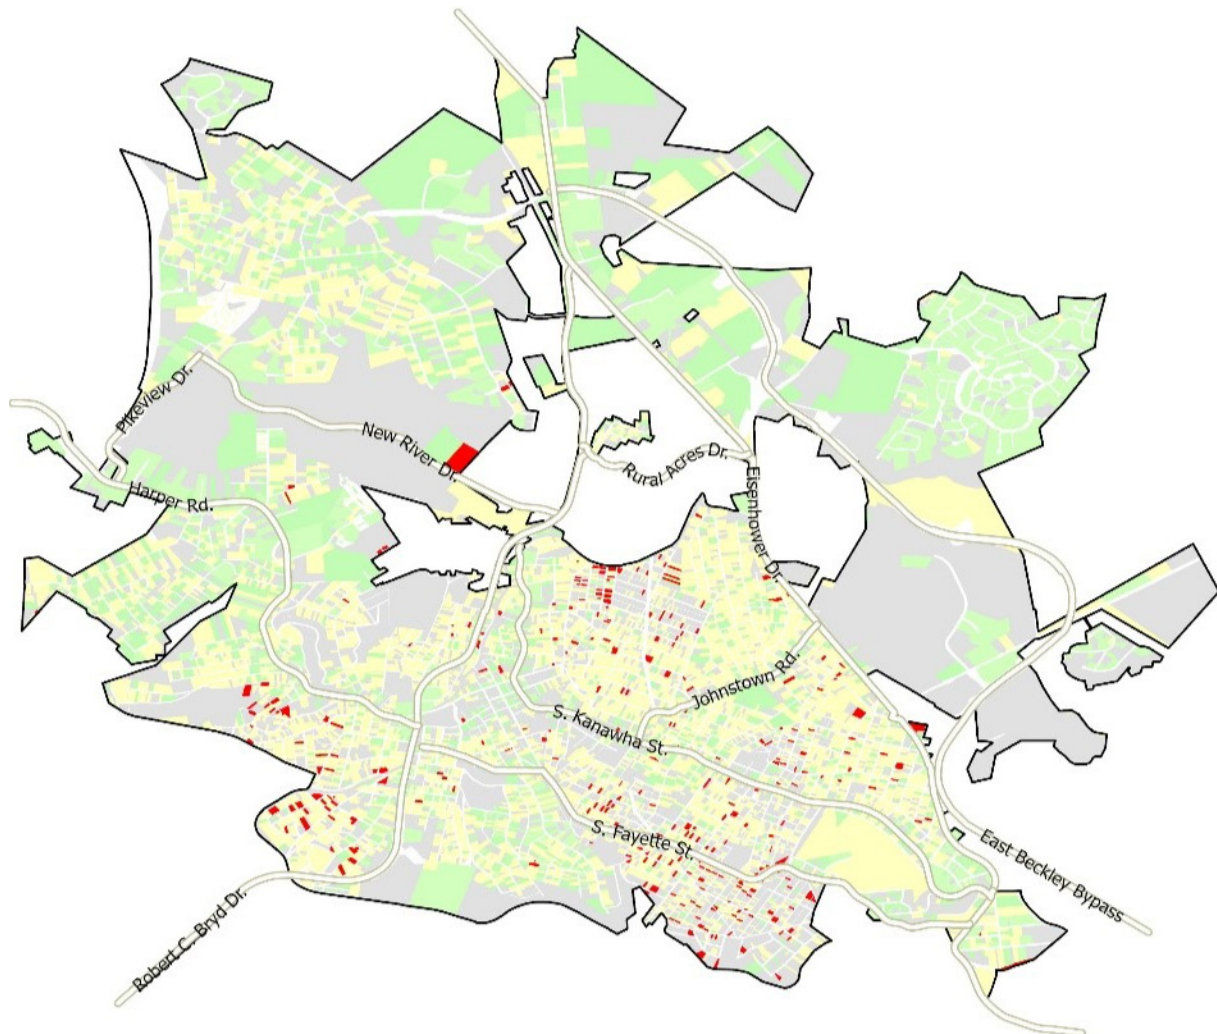 Pikeview Dr.
New River Dr.
Harper Rd.
Rural Acres Dr.
Eisenhower Dr.
Johnstown Rd.
S. Kanawha St.
S. Fayette St.
East Beckley Bypass
Robert C. Bryd Dr.